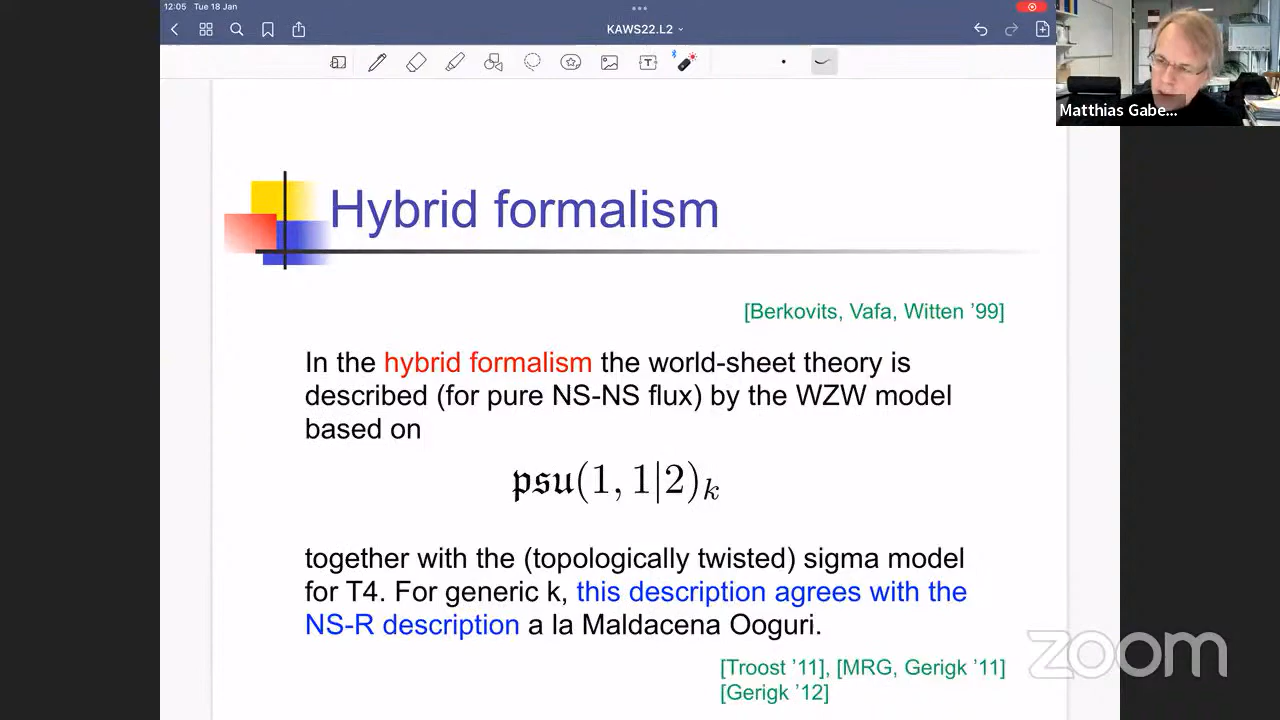 12:05 Tue 18 Jan
KAWS22.L2
T
Matthias Gabe...
Hybrid formalism
[Berkovits, Vafa, Witten ’99]
In the hybrid formalism the world-sheet theory is
described (for pure NS-NS flux) by the WZW model
based on
𝔭𝔰𝔲(1, 1|2)ₖ
together with the (topologically twisted) sigma model
for T4. For generic k, this description agrees with the
NS-R description a la Maldacena Ooguri.
[Troost ’11], [MRG, Gerigk ’11]
[Gerigk ’12]
zoom